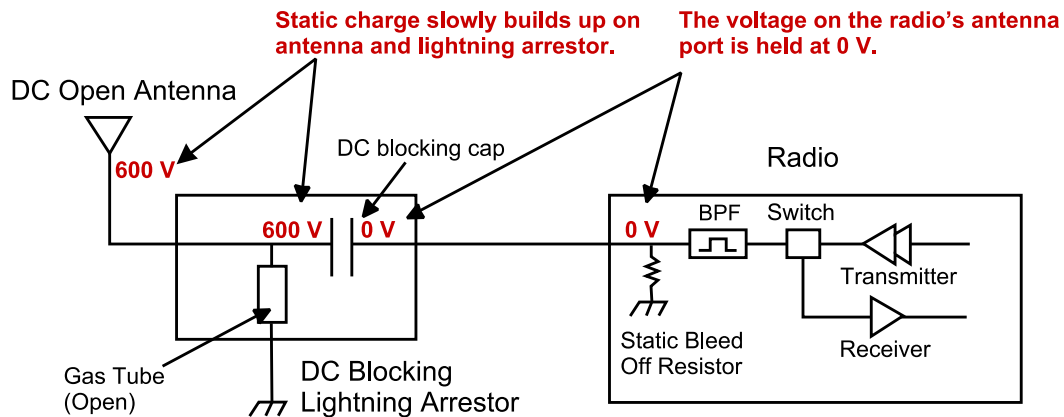 Static charge slowly builds up on
antenna and lightning arrestor.
The voltage on the radio's antenna
port is held at 0 V.
DC Open Antenna
600 V
DC blocking cap
Radio
600 V
0 V
0 V
BPF
Switch
Transmitter
Receiver
Static Bleed
Off Resistor
Gas Tube
(Open)
DC Blocking
Lightning Arrestor